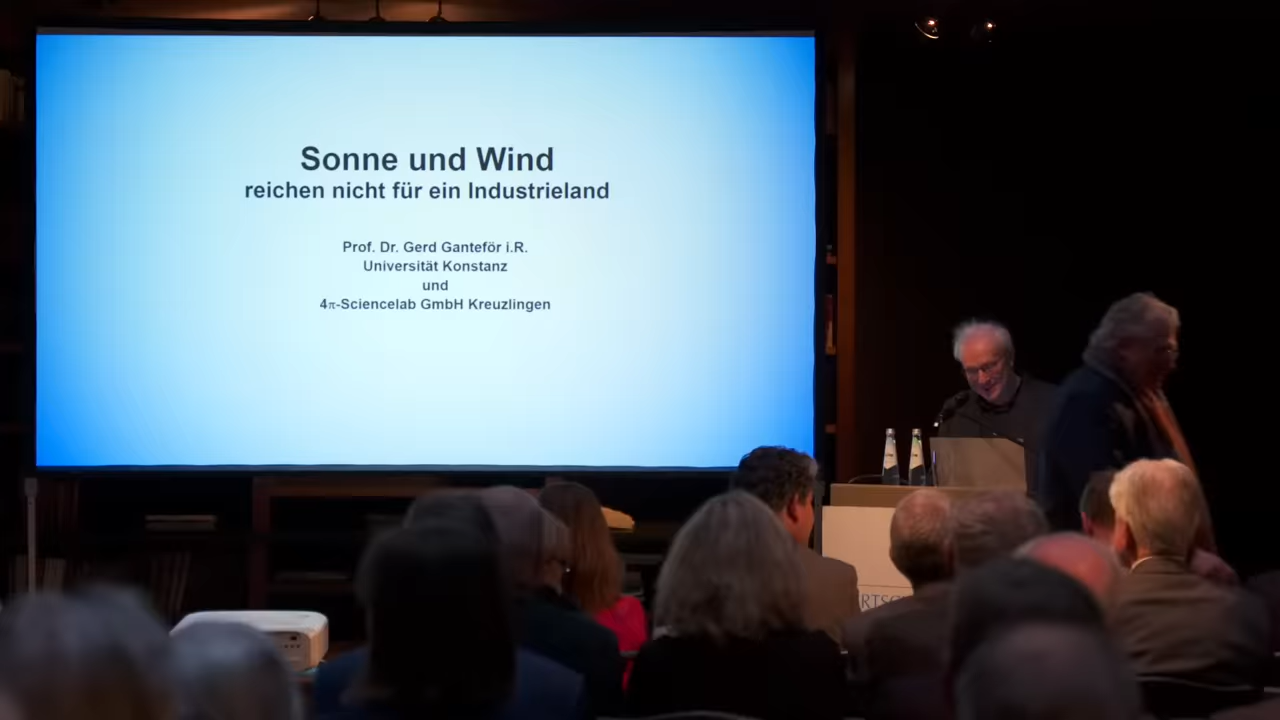 Sonne und Wind
reichen nicht für ein Industrieland
Prof. Dr. Gerd Ganteför i.R.
Universität Konstanz
und
4π-Sciencelab GmbH Kreuzlingen